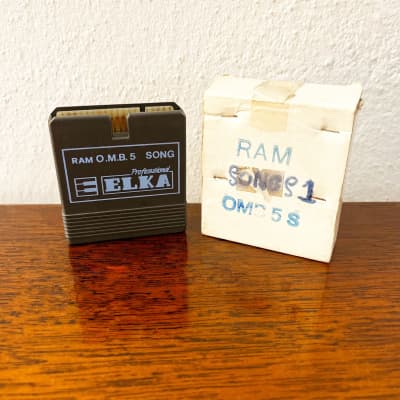 RAM O.M.B. 5 SONG
Professional
ELKA
RAM
SONGS 1
OMB 5 S